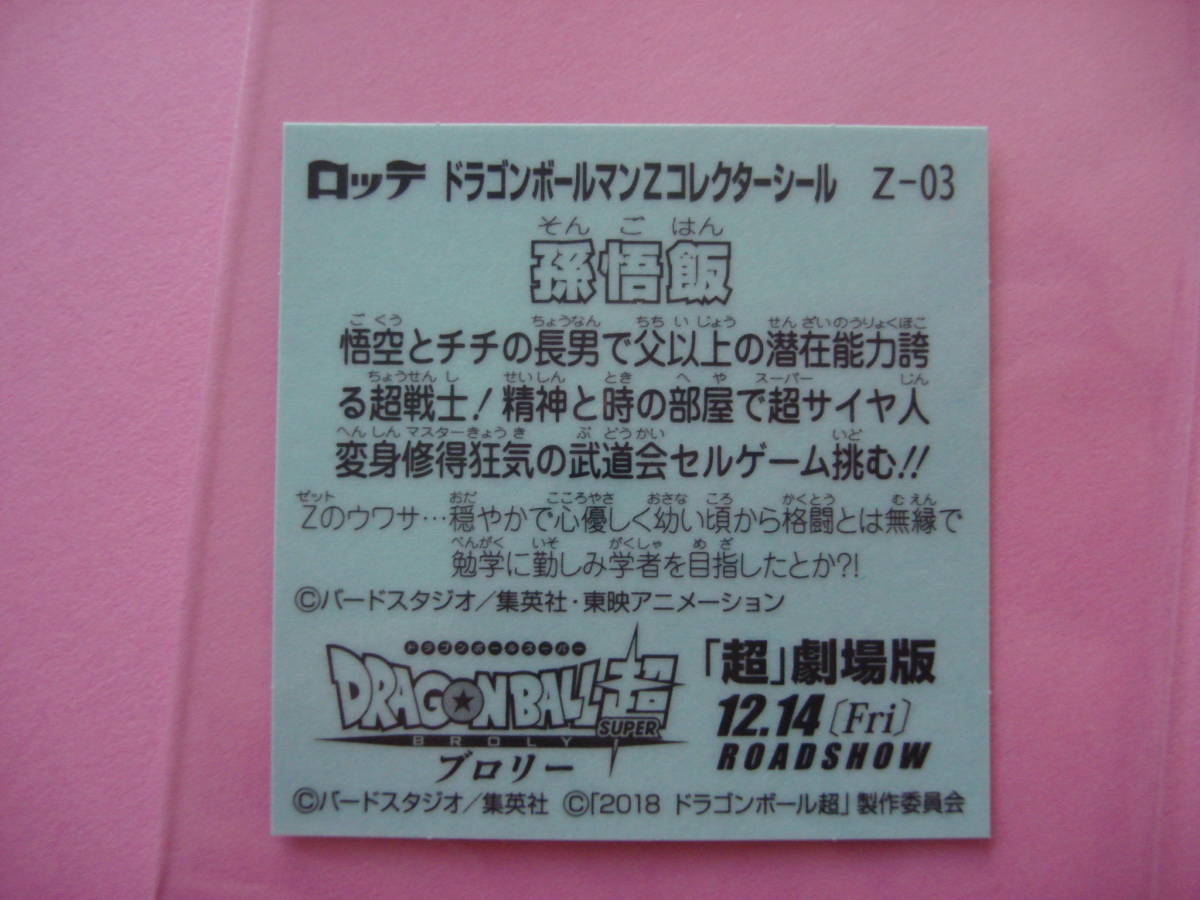 ロッテ ドラゴンボールマンZコレクターシール Z-03
そん ご はん
孫悟飯
ごくう ちょうなん ちちいじょう せんざいのうりょくほこ
悟空とチチの長男で父以上の潜在能力誇
ちょうせんし せいしん とき へや スーパー じん
る超戦士! 精神と時の部屋で超サイヤ人
へんしん マスターきょうき ぶどうかい いど
変身修得狂気の武道会セルゲーム挑む!!
ゼット おだ こころやさ おさな ころ かくとう むえん
Zのウワサ…穏やかで心優しく幼い頃から格闘とは無縁で
べんがく いそ がくしゃ めざ
勉学に勤しみ学者を目指したとか?!
©バードスタジオ/集英社・東映アニメーション
ドラゴンボールスーパー
DRAGONBALL超 SUPER
BROLY
ブロリー
「超」劇場版
12.14〔Fri〕
ROADSHOW
©バードスタジオ/集英社 ©「2018 ドラゴンボール超」製作委員会